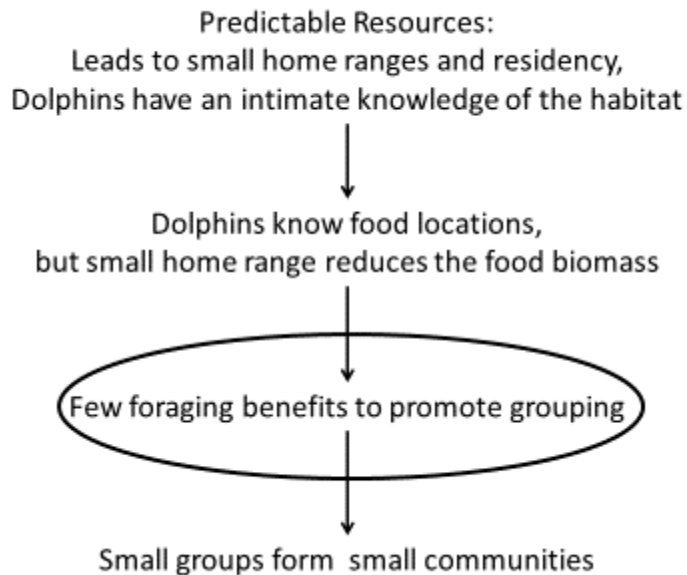 Predictable Resources:
Leads to small home ranges and residency,
Dolphins have an intimate knowledge of the habitat
Dolphins know food locations,
but small home range reduces the food biomass
Few foraging benefits to promote grouping
Small groups form  small communities